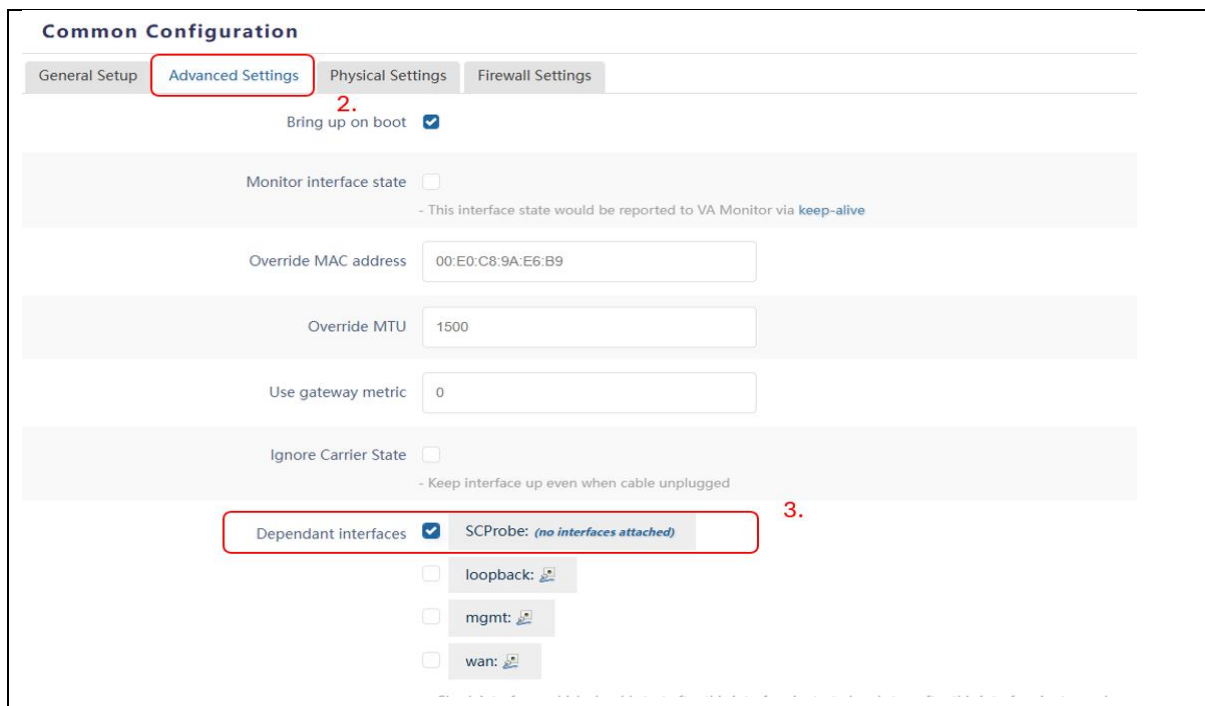 Common Configuration
General Setup Advanced Settings Physical Settings Firewall Settings
2.
Bring up on boot
Monitor interface state
- This interface state would be reported to VA Monitor via keep-alive
Override MAC address 00:E0:C8:9A:E6:B9
Override MTU 1500
Use gateway metric 0
Ignore Carrier State
- Keep interface up even when cable unplugged
3.
Dependant interfaces SCProbe: (no interfaces attached)
loopback:
mgmt:
wan: